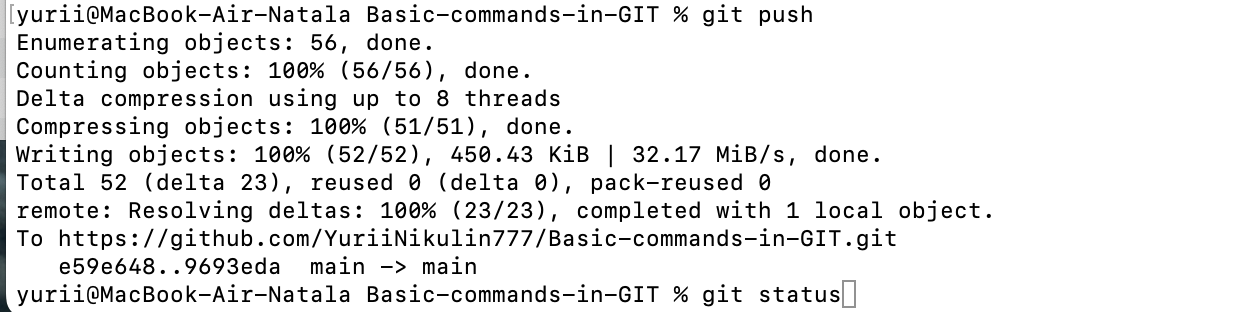 [yurii@MacBook-Air-Natala Basic-commands-in-GIT % git push
Enumerating objects: 56, done.
Counting objects: 100% (56/56), done.
Delta compression using up to 8 threads
Compressing objects: 100% (51/51), done.
Writing objects: 100% (52/52), 450.43 KiB | 32.17 MiB/s, done.
Total 52 (delta 23), reused 0 (delta 0), pack-reused 0
remote: Resolving deltas: 100% (23/23), completed with 1 local object.
To https://github.com/YuriiNikulin777/Basic-commands-in-GIT.git
   e59e648..9693eda  main -> main
yurii@MacBook-Air-Natala Basic-commands-in-GIT % git status